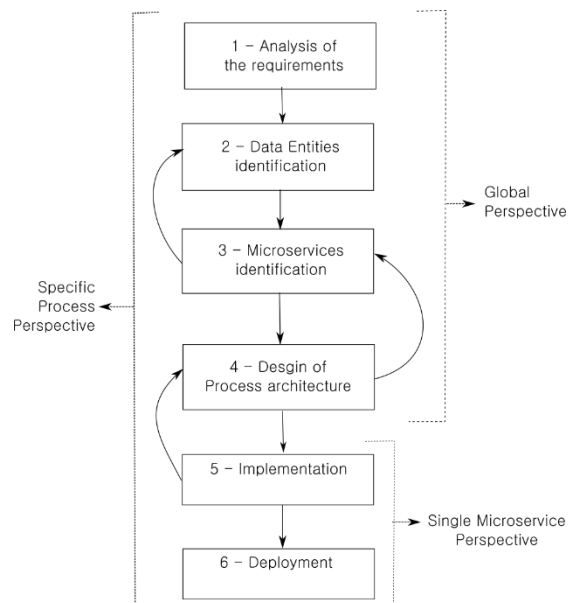 1 – Analysis of
the requirements
2 – Data Entities
identification
Global
Perspective
3 – Microservices
identification
Specific
Process
Perspective
4 – Desgin of
Process architecture
5 – Implementation
Single Microservice
Perspective
6 – Deployment